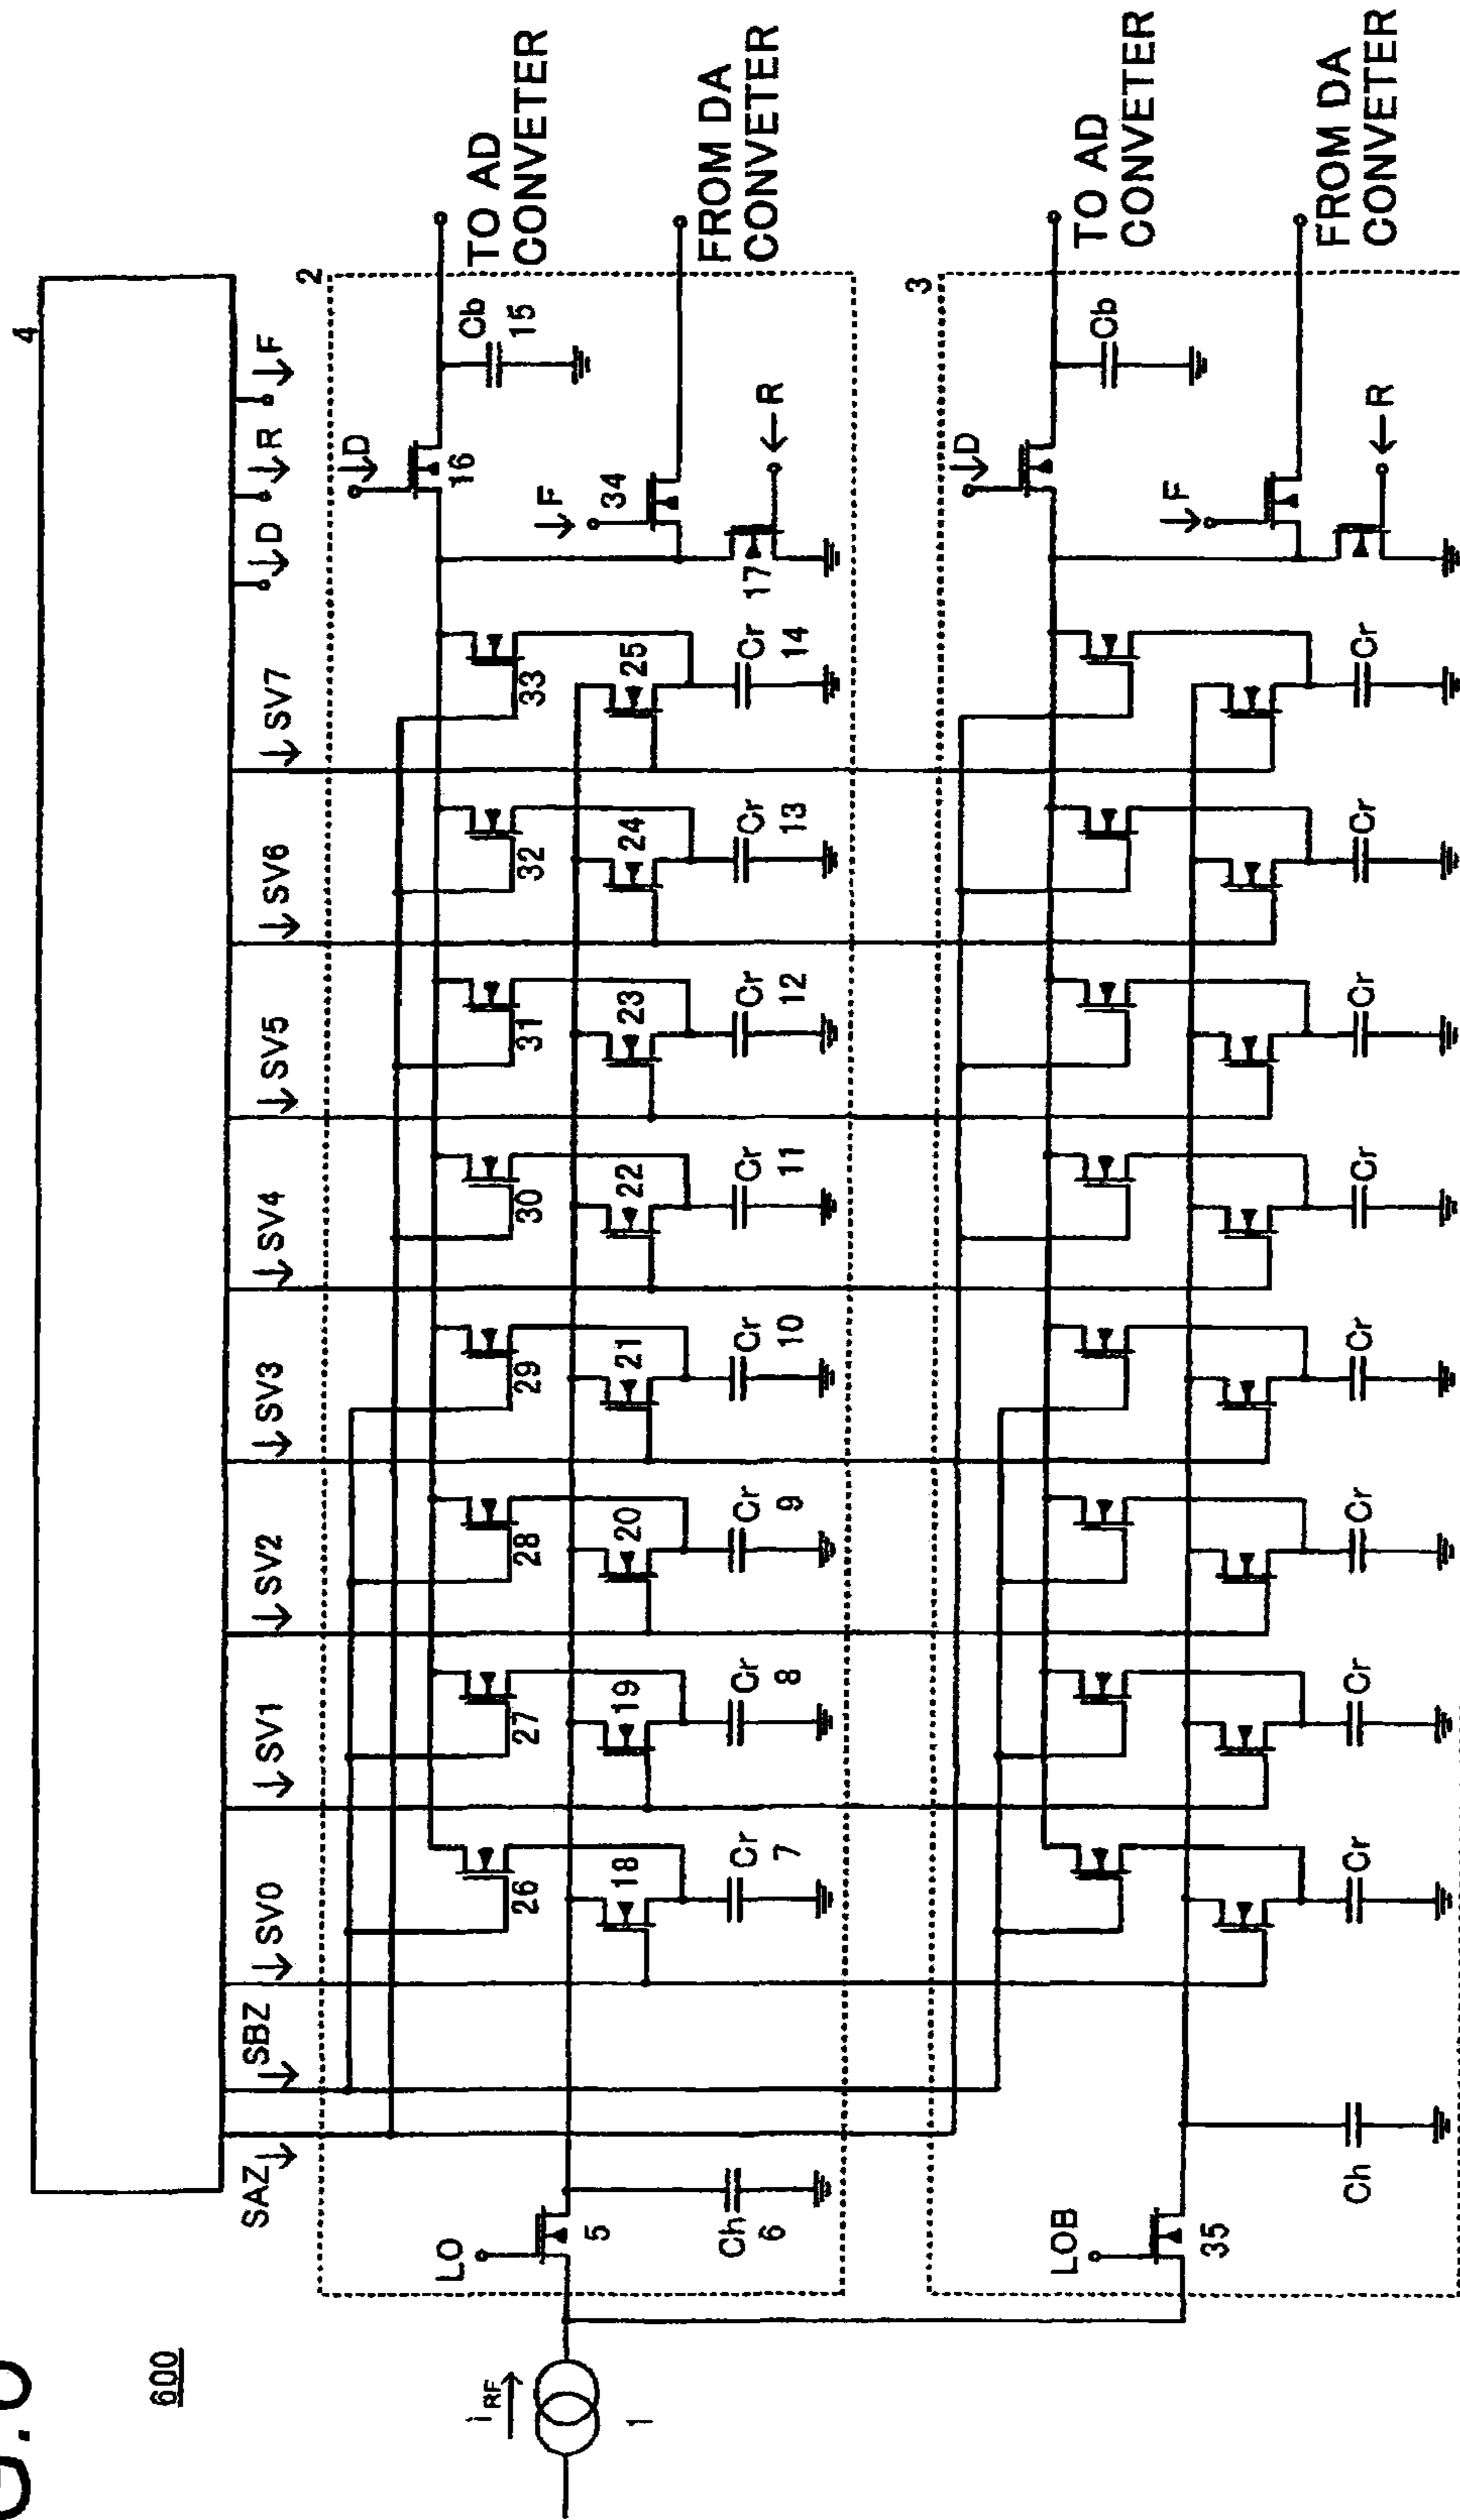 600
4
SAZ
SBZ
SV0
SV1
SV2
SV3
SV4
SV5
SV6
SV7
D
R
F
2
LO
5
Ch
6
26
18
Cr
7
27
19
Cr
8
28
20
Cr
9
29
21
Cr
10
30
22
Cr
11
31
23
Cr
12
32
24
Cr
13
33
25
Cr
14
D
16
F
34
17
R
Cb
15
TO AD
CONVETER
FROM DA
CONVETER
i RF
1
3
LOB
35
Ch
Cr
Cr
Cr
Cr
Cr
Cr
Cr
Cr
D
F
R
Cb
TO AD
CONVETER
FROM DA
CONVETER